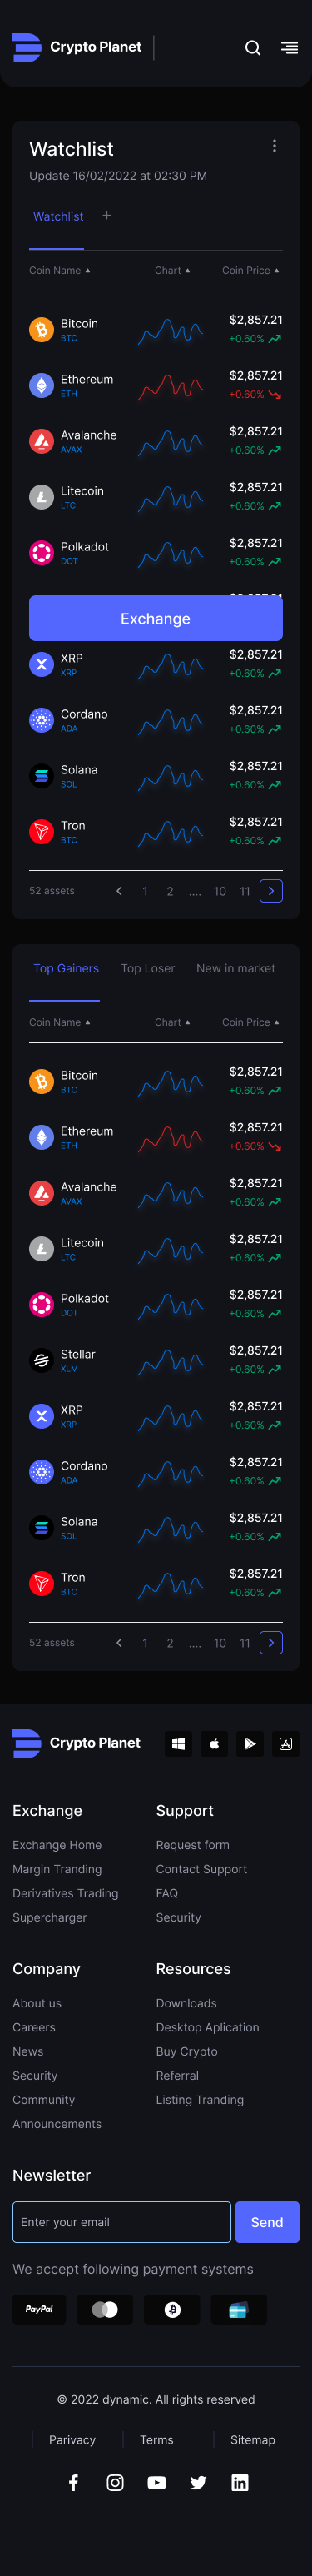 Crypto Planet
Watchlist
Update 16/02/2022 at 02:30 PM
Watchlist +
Coin Name Chart Coin Price
Bitcoin $2,857.21
BTC +0.60%
Ethereum $2,857.21
ETH +0.60%
Avalanche $2,857.21
AVAX +0.60%
Litecoin $2,857.21
LTC +0.60%
Polkadot $2,857.21
DOT +0.60%
Exchange
XRP $2,857.21
XRP +0.60%
Cordano $2,857.21
ADA +0.60%
Solana $2,857.21
SOL +0.60%
Tron $2,857.21
BTC +0.60%
52 assets 1 2 .... 10 11
Top Gainers Top Loser New in market
Coin Name Chart Coin Price
Bitcoin $2,857.21
BTC +0.60%
Ethereum $2,857.21
ETH +0.60%
Avalanche $2,857.21
AVAX +0.60%
Litecoin $2,857.21
LTC +0.60%
Polkadot $2,857.21
DOT +0.60%
Stellar $2,857.21
XLM +0.60%
XRP $2,857.21
XRP +0.60%
Cordano $2,857.21
ADA +0.60%
Solana $2,857.21
SOL +0.60%
Tron $2,857.21
BTC +0.60%
52 assets 1 2 .... 10 11
Crypto Planet
Exchange
Exchange Home
Margin Tranding
Derivatives Trading
Supercharger
Support
Request form
Contact Support
FAQ
Security
Company
About us
Careers
News
Security
Community
Announcements
Resources
Downloads
Desktop Aplication
Buy Crypto
Referral
Listing Tranding
Newsletter
Enter your email Send
We accept following payment systems
PayPal
© 2022 dynamic. All rights reserved
Parivacy Terms Sitemap